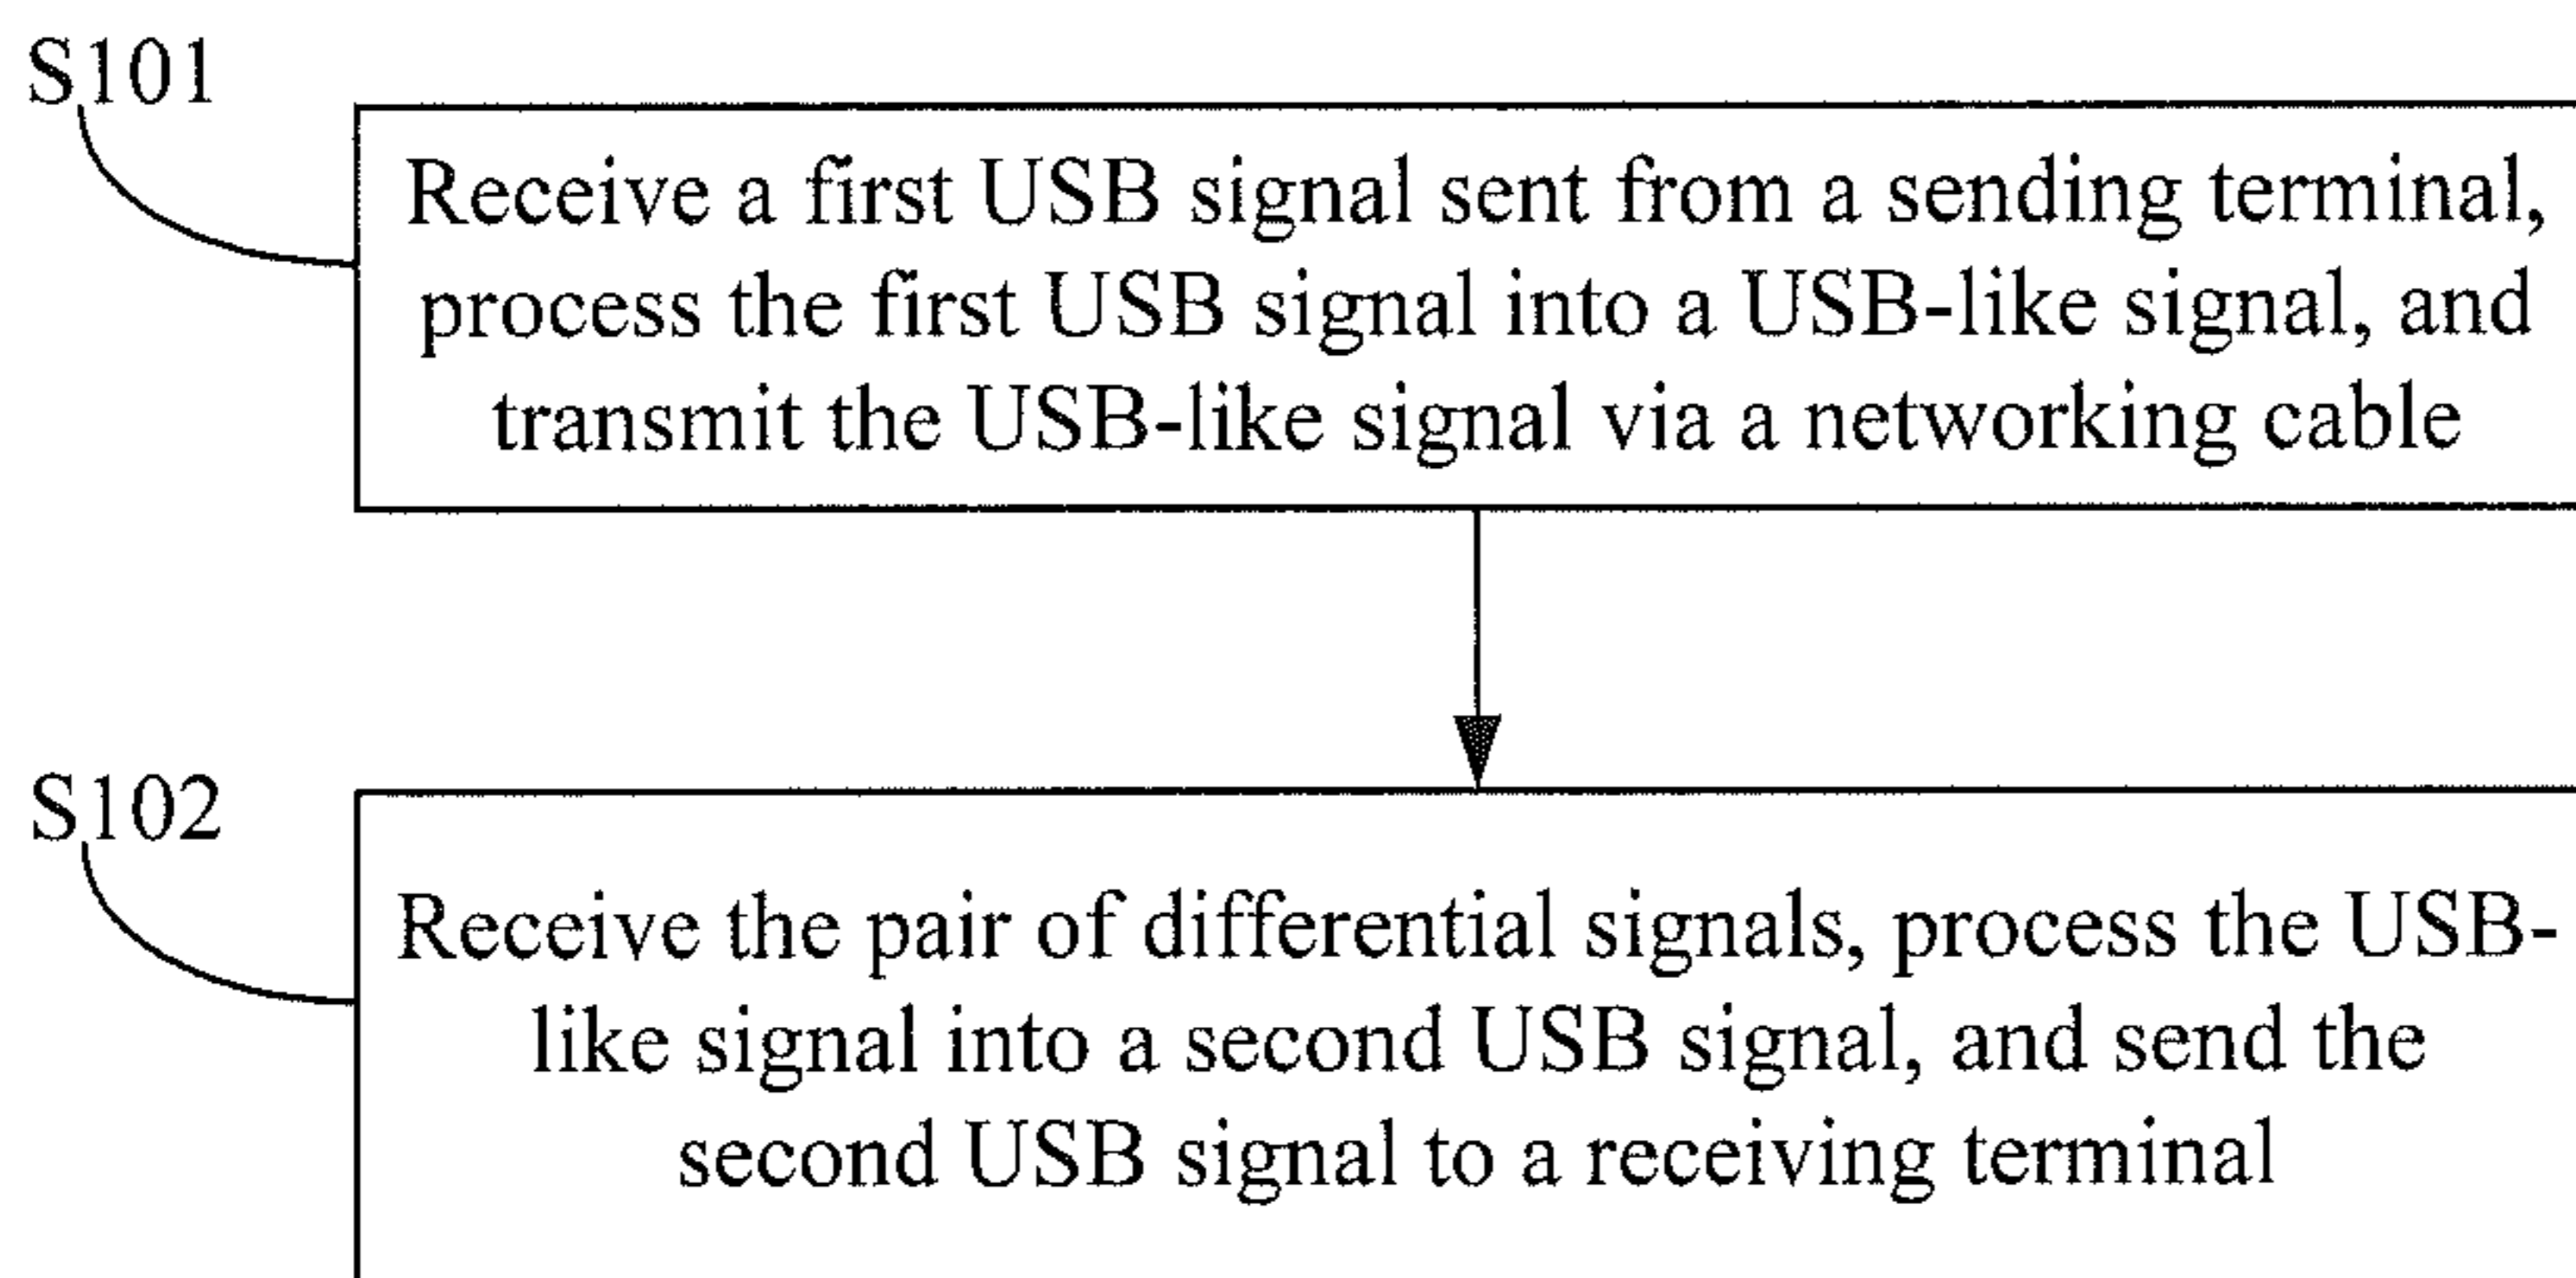 S101
Receive a first USB signal sent from a sending terminal,
process the first USB signal into a USB-like signal, and
transmit the USB-like signal via a networking cable
S102
Receive the pair of differential signals, process the USB-
like signal into a second USB signal, and send the
second USB signal to a receiving terminal